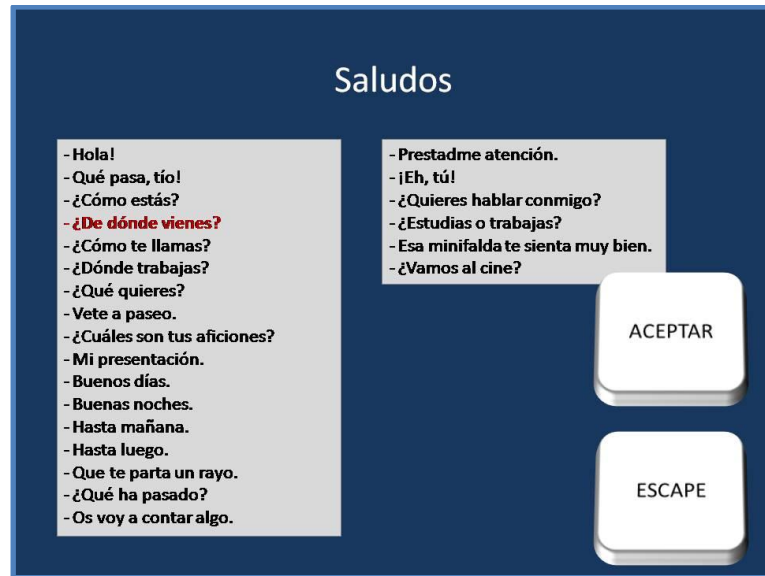 Saludos
- Hola!
- Qué pasa, tío!
- ¿Cómo estás?
- ¿De dónde vienes?
- ¿Cómo te llamas?
- ¿Dónde trabajas?
- ¿Qué quieres?
- Vete a paseo.
- ¿Cuáles son tus aficiones?
- Mi presentación.
- Buenos días.
- Buenas noches.
- Hasta mañana.
- Hasta luego.
- Que te parta un rayo.
- ¿Qué ha pasado?
- Os voy a contar algo.
- Prestadme atención.
- ¡Eh, tú!
- ¿Quieres hablar conmigo?
- ¿Estudias o trabajas?
- Esa minifalda te sienta muy bien.
- ¿Vamos al cine?
ACEPTAR
ESCAPE